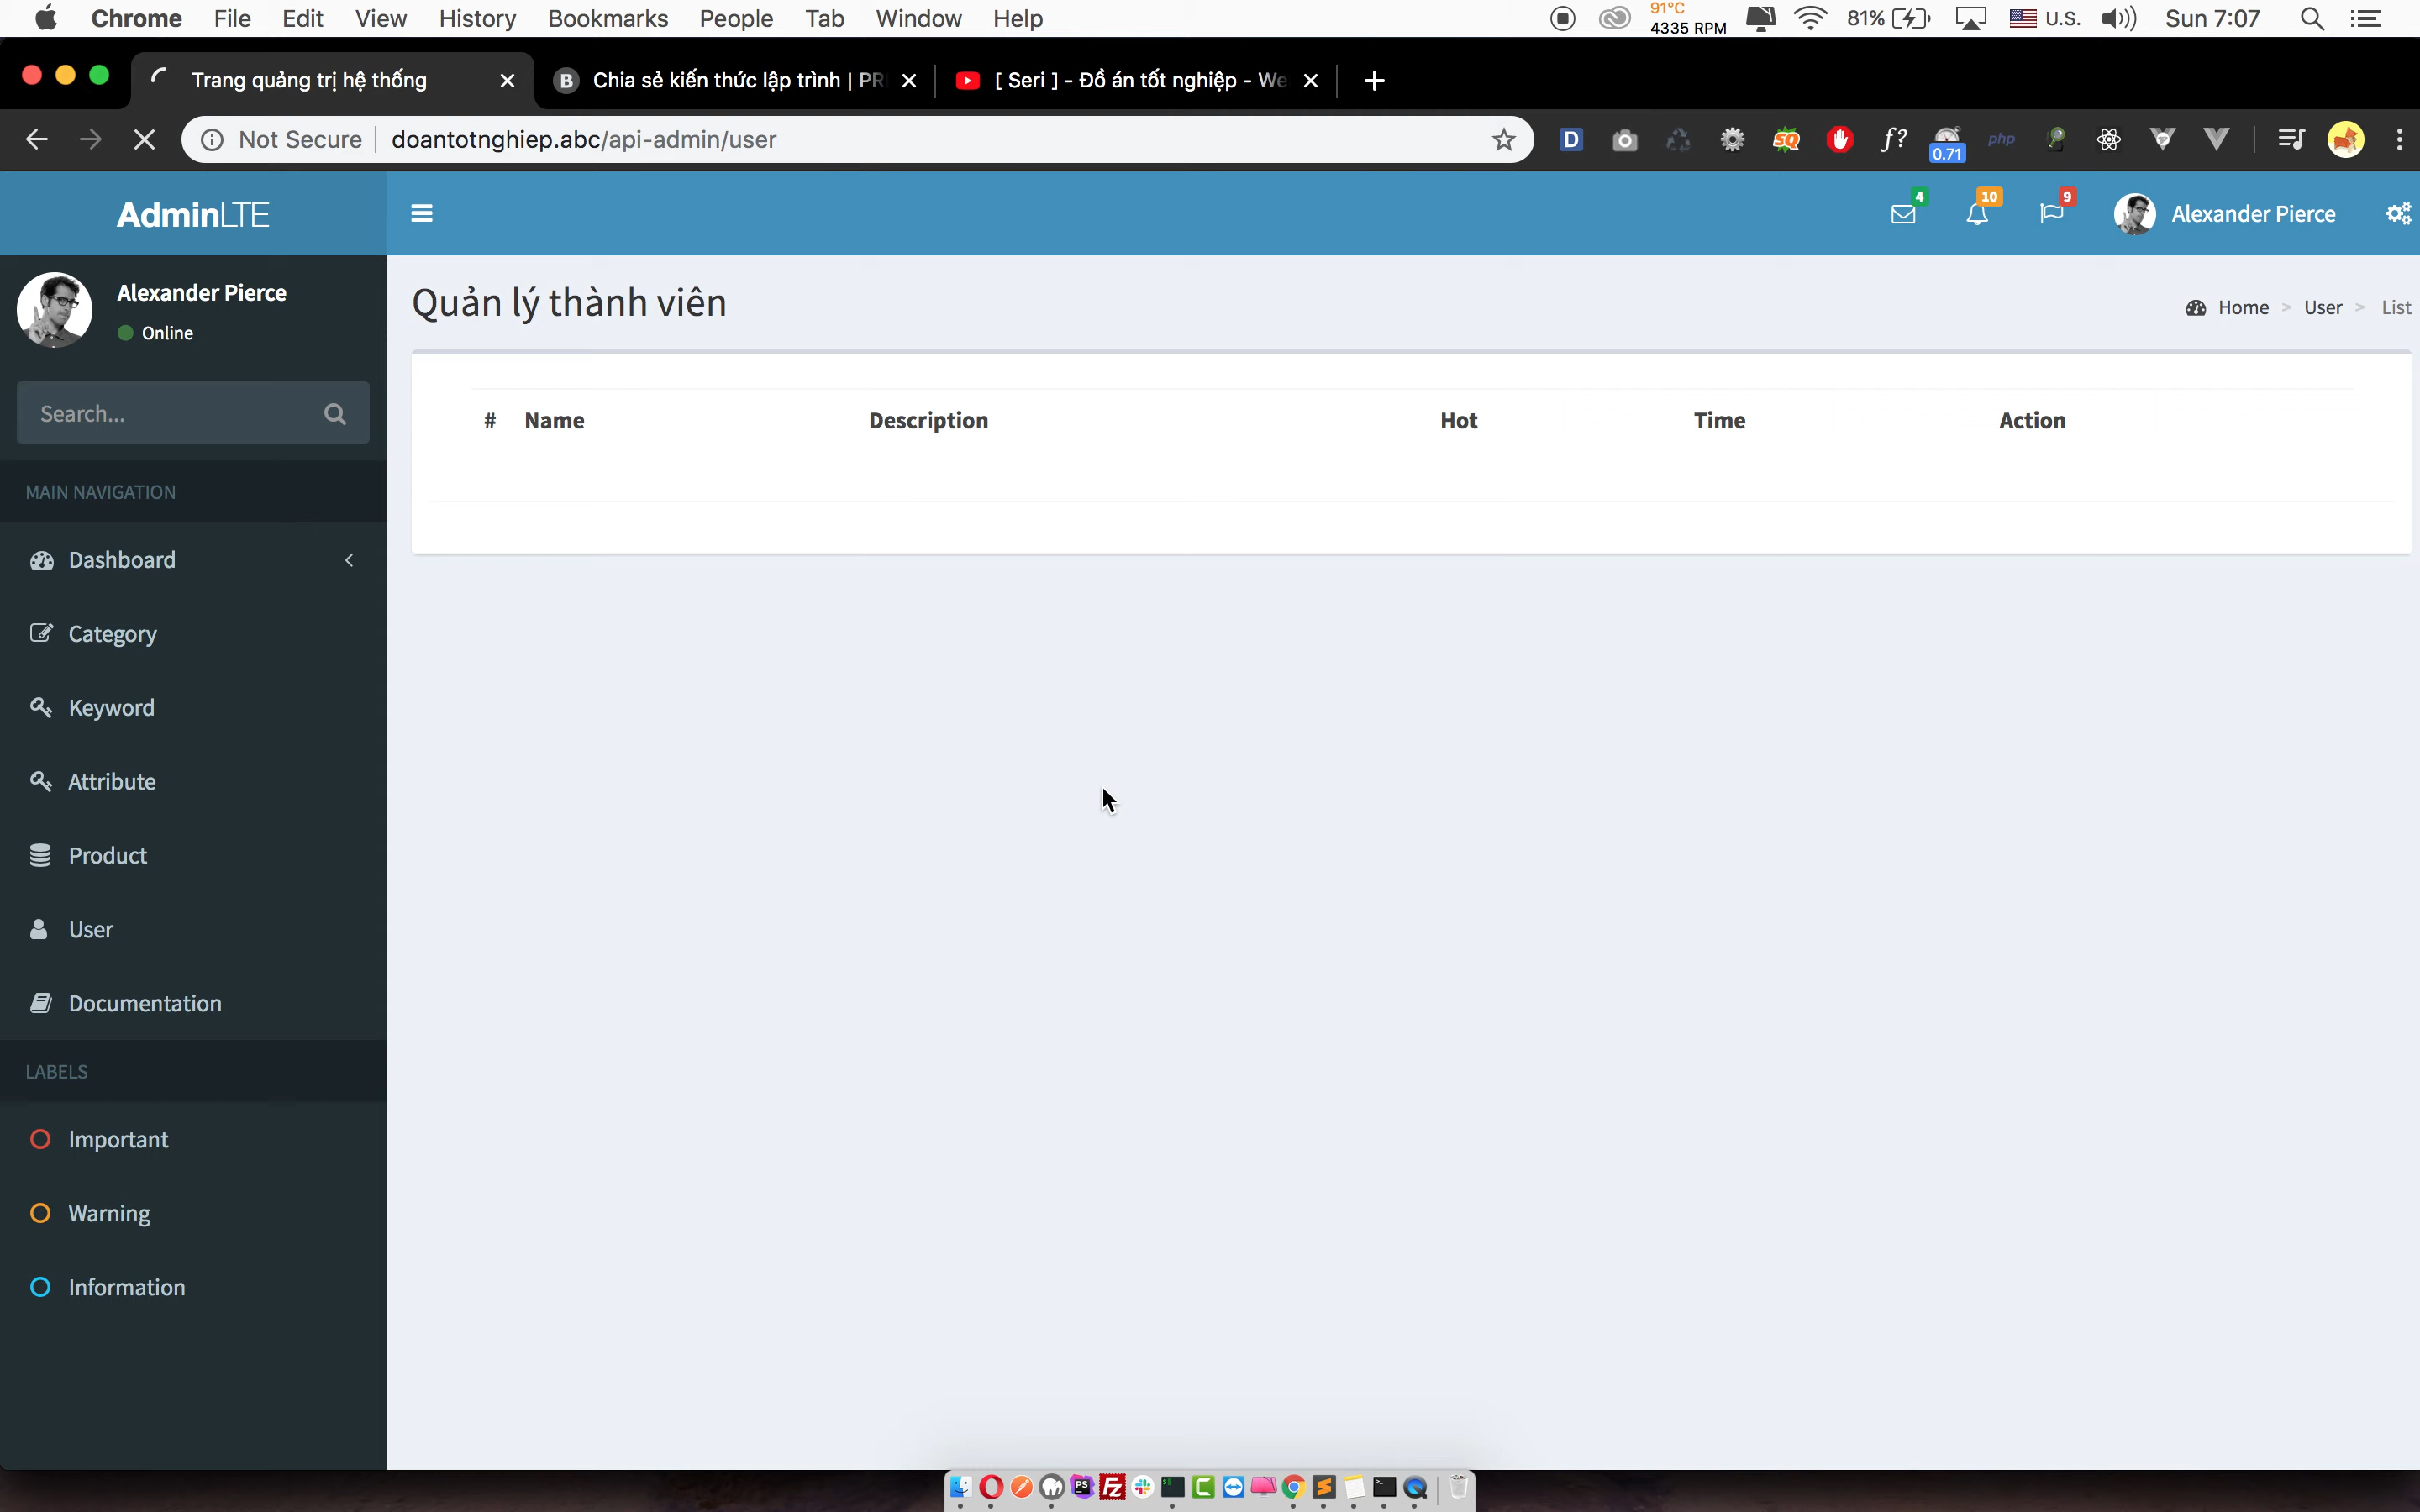 Chrome File Edit View History Bookmarks People Tab Window Help 91°C 4335 RPM 81% U.S. Sun 7:07
Trang quảng trị hệ thống
B Chia sẻ kiến thức lập trình | PR
[ Seri ] - Đồ án tốt nghiệp - We
Not Secure doantotnghiep.abc/api-admin/user
D SQ f? 0.71 php
AdminLTE
4 10 9 Alexander Pierce
Alexander Pierce
Online
Search...
MAIN NAVIGATION
Dashboard
Category
Keyword
Attribute
Product
User
Documentation
LABELS
Important
Warning
Information
Quản lý thành viên
Home > User > List
# Name Description Hot Time Action
PS FZ